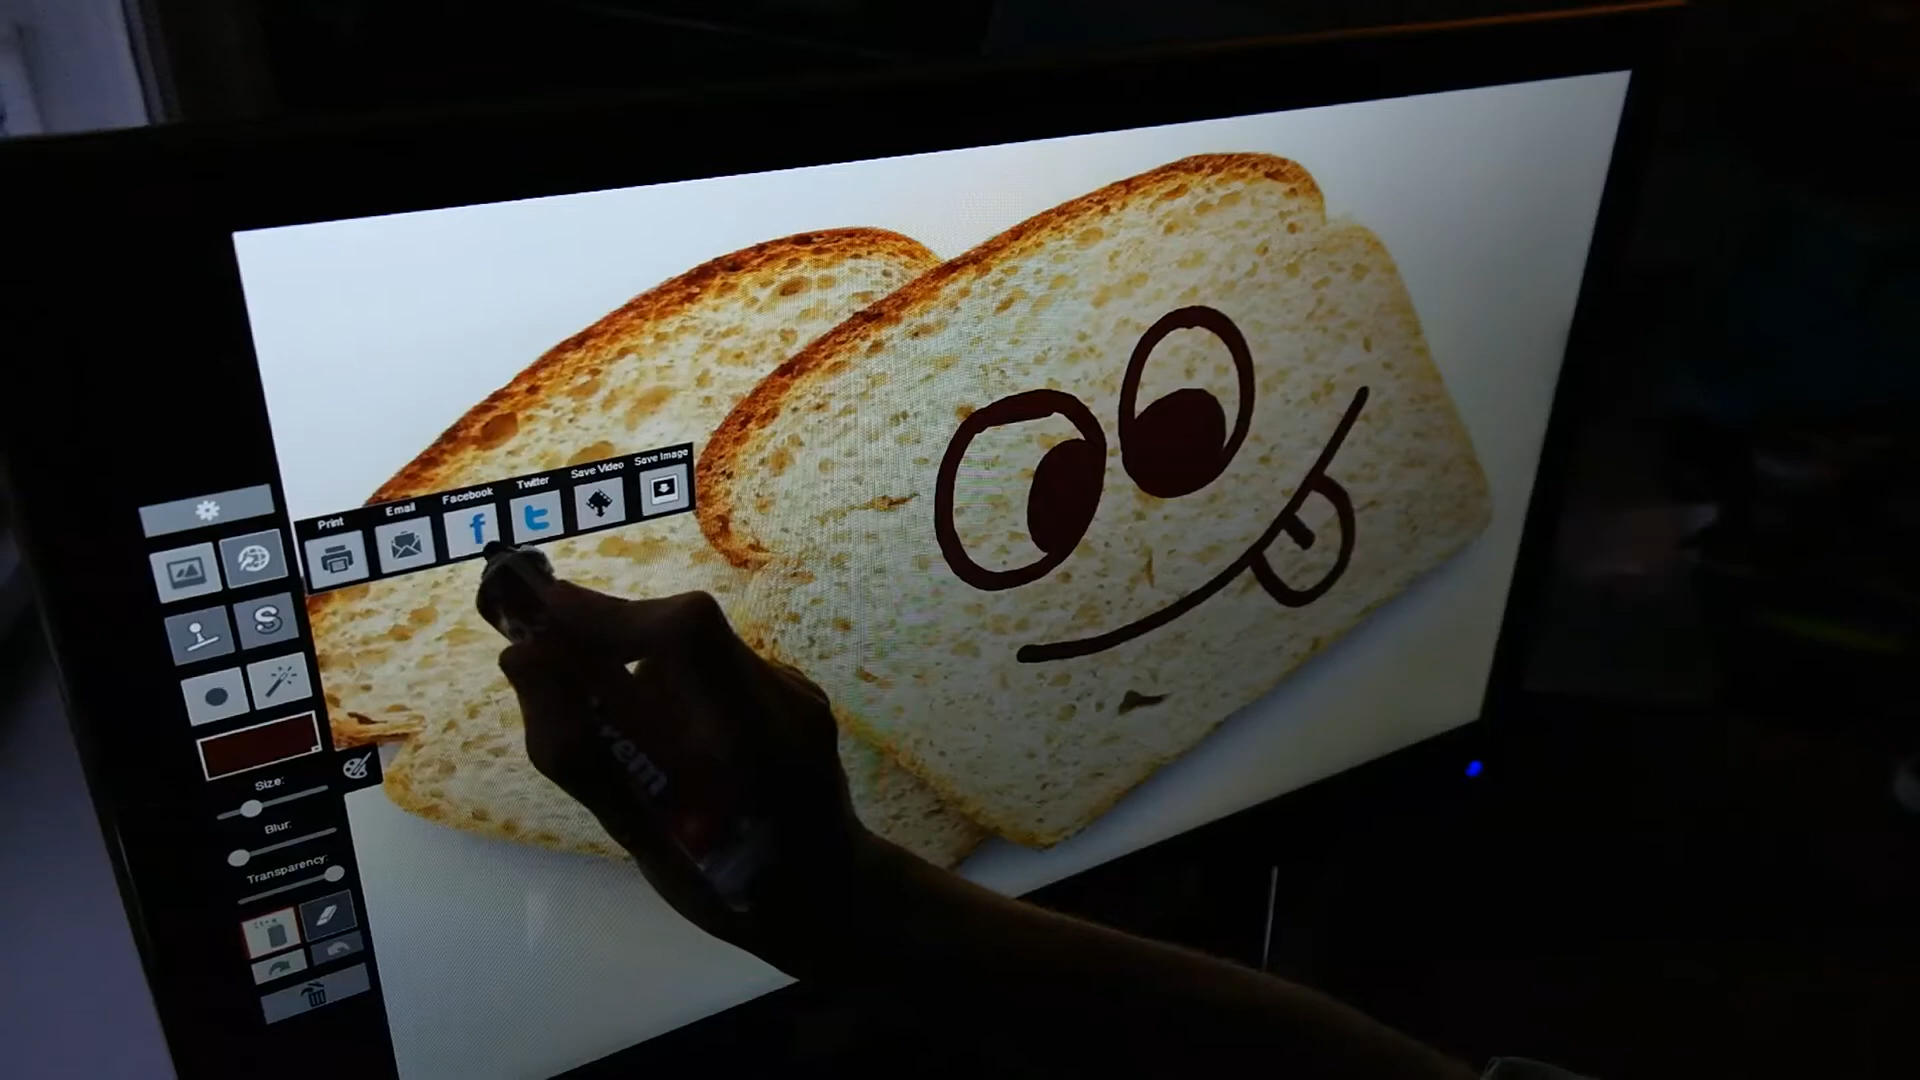 Print
Email
Facebook
Twitter
Save Video
Save Image
Size:
Blur:
Transparency: